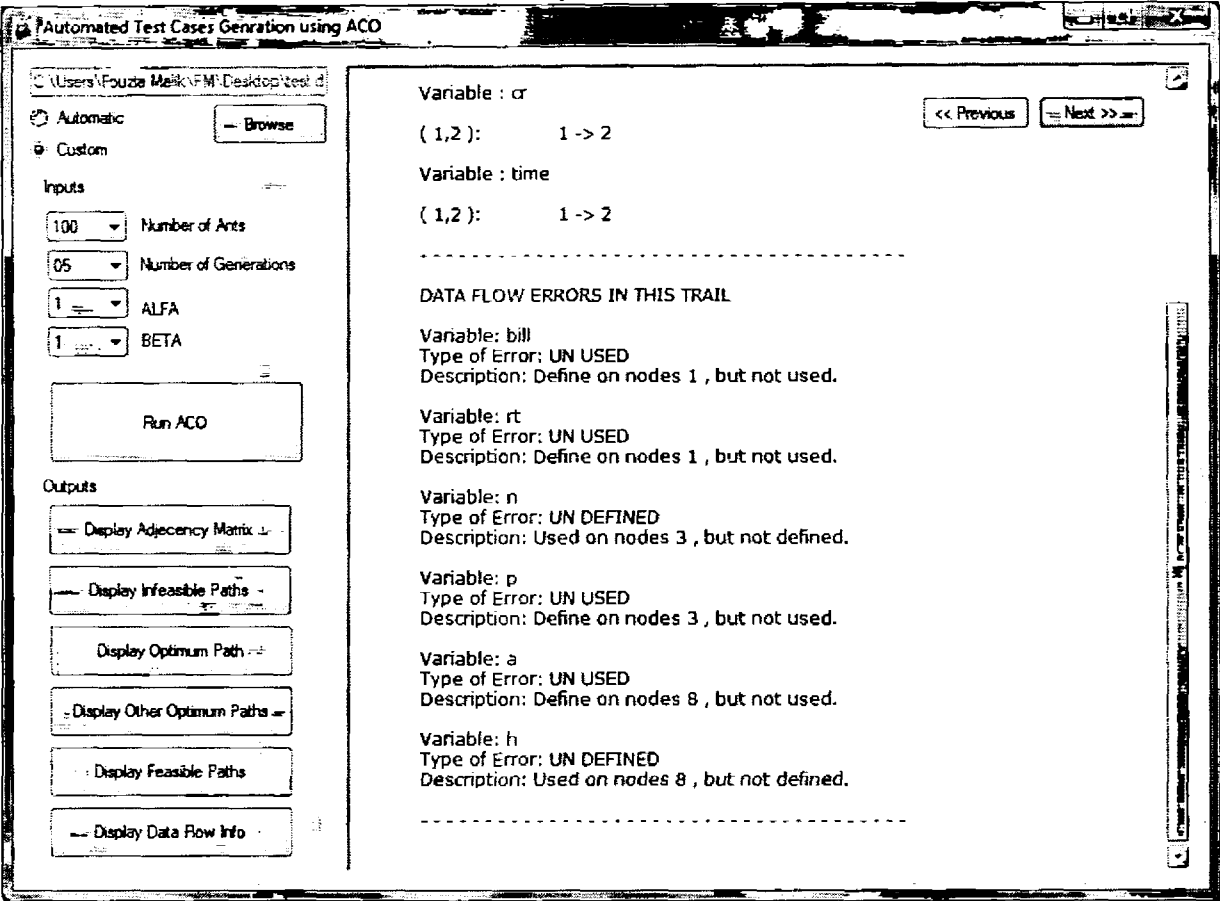 Automated Test Cases Genration using ACO
C:\Users\Fouzia Malik\FM\Desktop\test d
Automatic
Browse
Custom
Inputs
100 Number of Ants
05 Number of Generations
1 ALFA
1 BETA
Run ACO
Outputs
Display Adjecency Matrix
Display Infeasible Paths
Display Optimum Path
Display Other Optimum Paths
Display Feasible Paths
Display Data Flow Info
<< Previous
Next >>
Variable : cr
( 1,2 ): 1 -> 2
Variable : time
( 1,2 ): 1 -> 2
DATA FLOW ERRORS IN THIS TRAIL
Variable: bill
Type of Error: UN USED
Description: Define on nodes 1 , but not used.
Variable: rt
Type of Error: UN USED
Description: Define on nodes 1 , but not used.
Variable: n
Type of Error: UN DEFINED
Description: Used on nodes 3 , but not defined.
Variable: p
Type of Error: UN USED
Description: Define on nodes 3 , but not used.
Variable: a
Type of Error: UN USED
Description: Define on nodes 8 , but not used.
Variable: h
Type of Error: UN DEFINED
Description: Used on nodes 8 , but not defined.